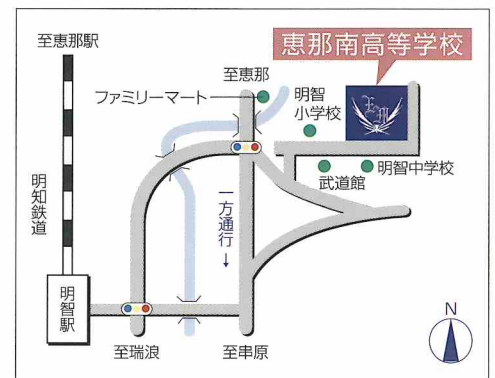 至恵那駅
恵那南高等学校
至恵那
ファミリーマート
明智
小学校
EM
武道館
明智中学校
明知鉄道
一方通行→
明智駅
至瑞浪
至串原
N